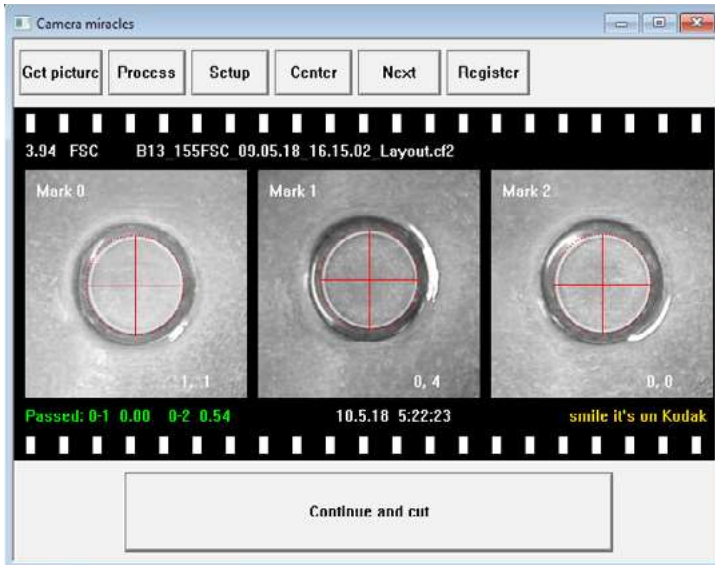 Camera miracles
Get picture Process Setup Center Next Register
3.94 FSC B13_155FSC_09.05.18_16.15.02_Layout.cf2
Mark 0 Mark 1 Mark 2
1, 1 0, 4 0, 0
Passed: 0-1 0.00 0-2 0.54 10.5.18 5:22:23 smile it's on Kodak
Continue and cut